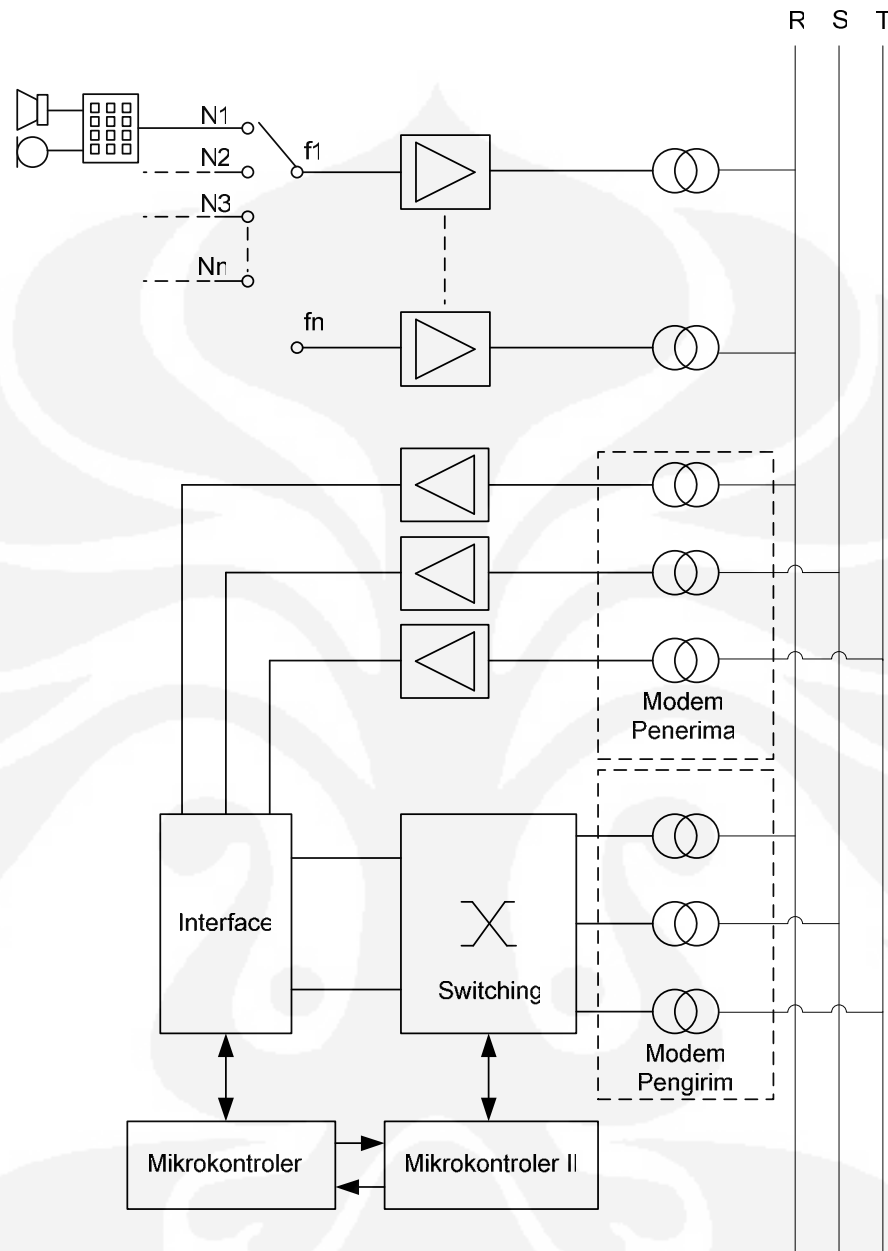 R S T
N1
f1
N2
N3
Nn
fn
Modem
Penerima
Interface
Switching
Modem
Pengirim
Mikrokontroler
Mikrokontroler II